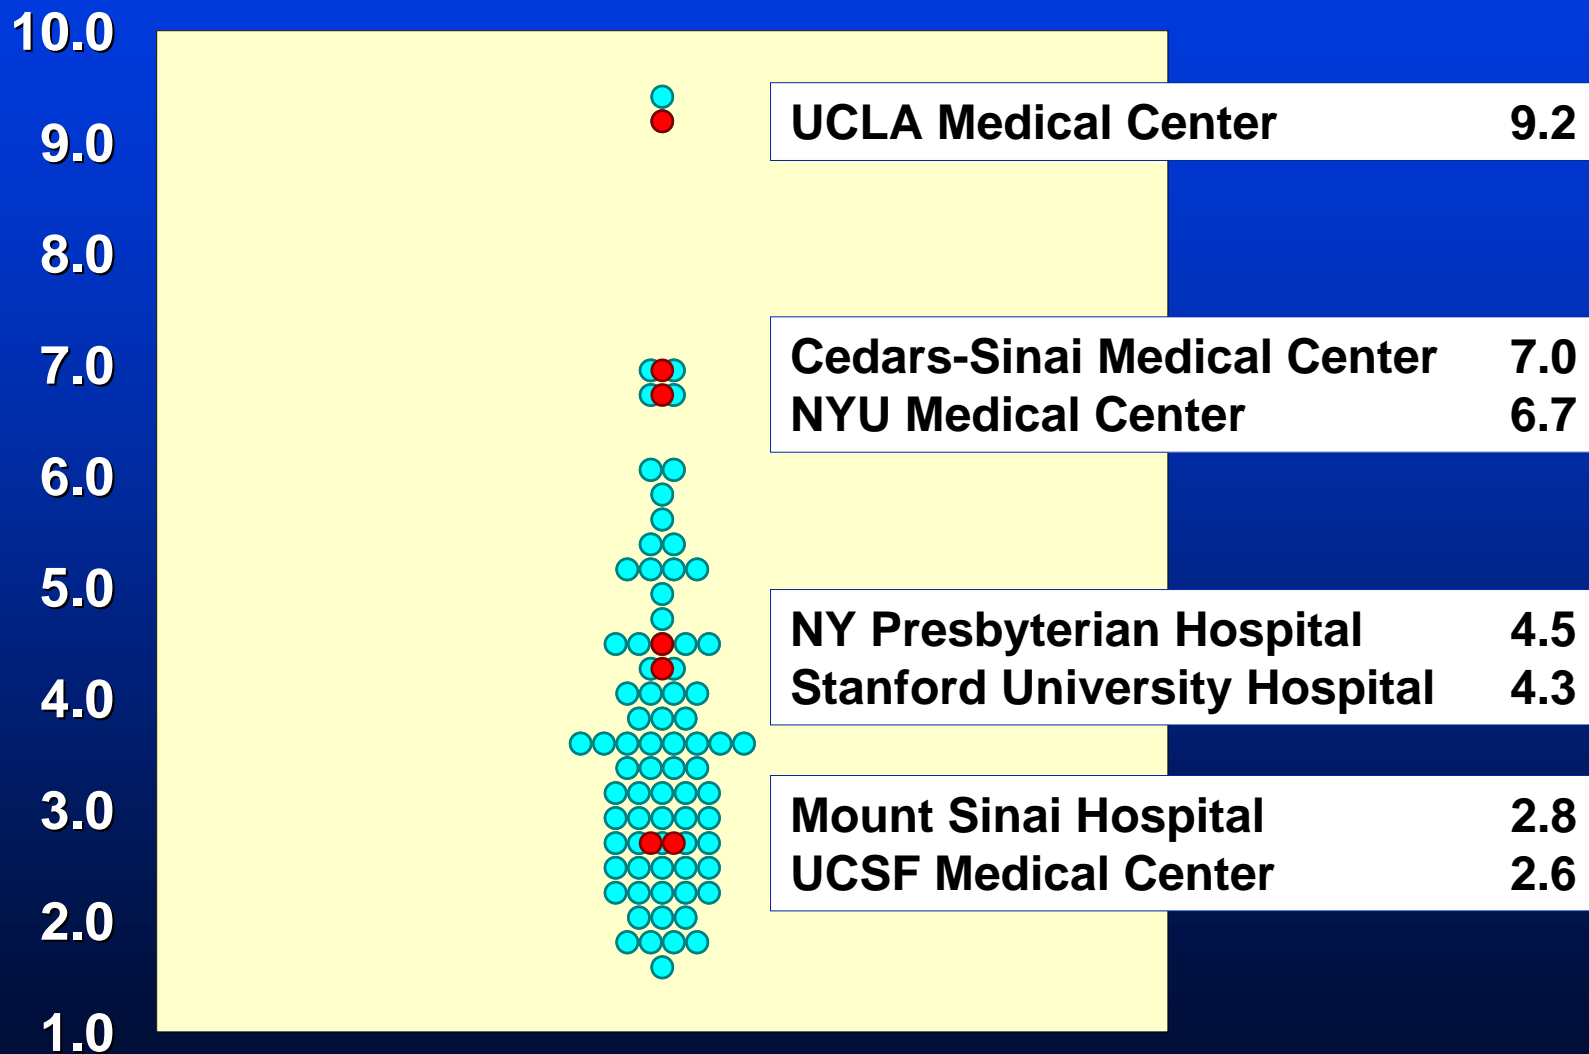 10.0
9.0
8.0
7.0
6.0
5.0
4.0
3.0
2.0
1.0
UCLA Medical Center 9.2
Cedars-Sinai Medical Center 7.0
NYU Medical Center 6.7
NY Presbyterian Hospital 4.5
Stanford University Hospital 4.3
Mount Sinai Hospital 2.8
UCSF Medical Center 2.6